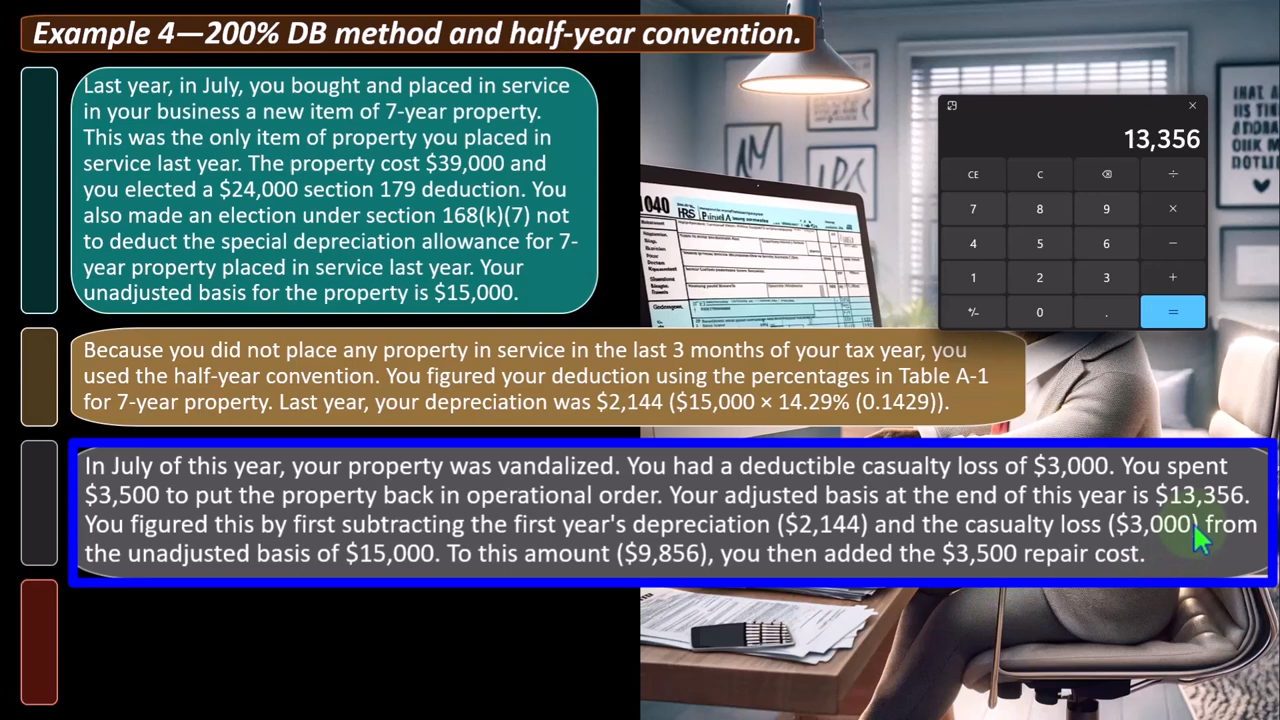 Example 4—200% DB method and half-year convention.
Last year, in July, you bought and placed in service
in your business a new item of 7-year property.
This was the only item of property you placed in
service last year. The property cost $39,000 and
you elected a $24,000 section 179 deduction. You
also made an election under section 168(k)(7) not
to deduct the special depreciation allowance for 7-
year property placed in service last year. Your
unadjusted basis for the property is $15,000.
Because you did not place any property in service in the last 3 months of your tax year, you
used the half-year convention. You figured your deduction using the percentages in Table A-1
for 7-year property. Last year, your depreciation was $2,144 ($15,000 × 14.29% (0.1429)).
In July of this year, your property was vandalized. You had a deductible casualty loss of $3,000. You spent
$3,500 to put the property back in operational order. Your adjusted basis at the end of this year is $13,356.
You figured this by first subtracting the first year's depreciation ($2,144) and the casualty loss ($3,000) from
the unadjusted basis of $15,000. To this amount ($9,856), you then added the $3,500 repair cost.
13,356
CE C ⌫ ÷
7 8 9 ×
4 5 6 −
1 2 3 +
+/− 0 . =
1040